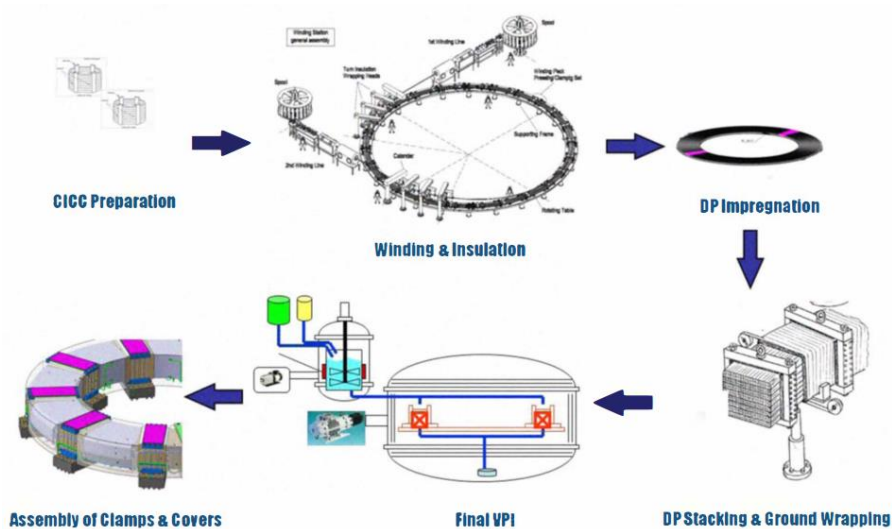 Winding Station
general assembly
Spool
1st Winding Line
Turn Insulation
Wrapping Heads
Winding Pack
Pressing Clamping Set
Spool
Supporting Frame
2nd Winding Line
Calender
Rotating Table
CICC Preparation
Winding & Insulation
DP Impregnation
Assembly of Clamps & Covers
Final VPI
DP Stacking & Ground Wrapping